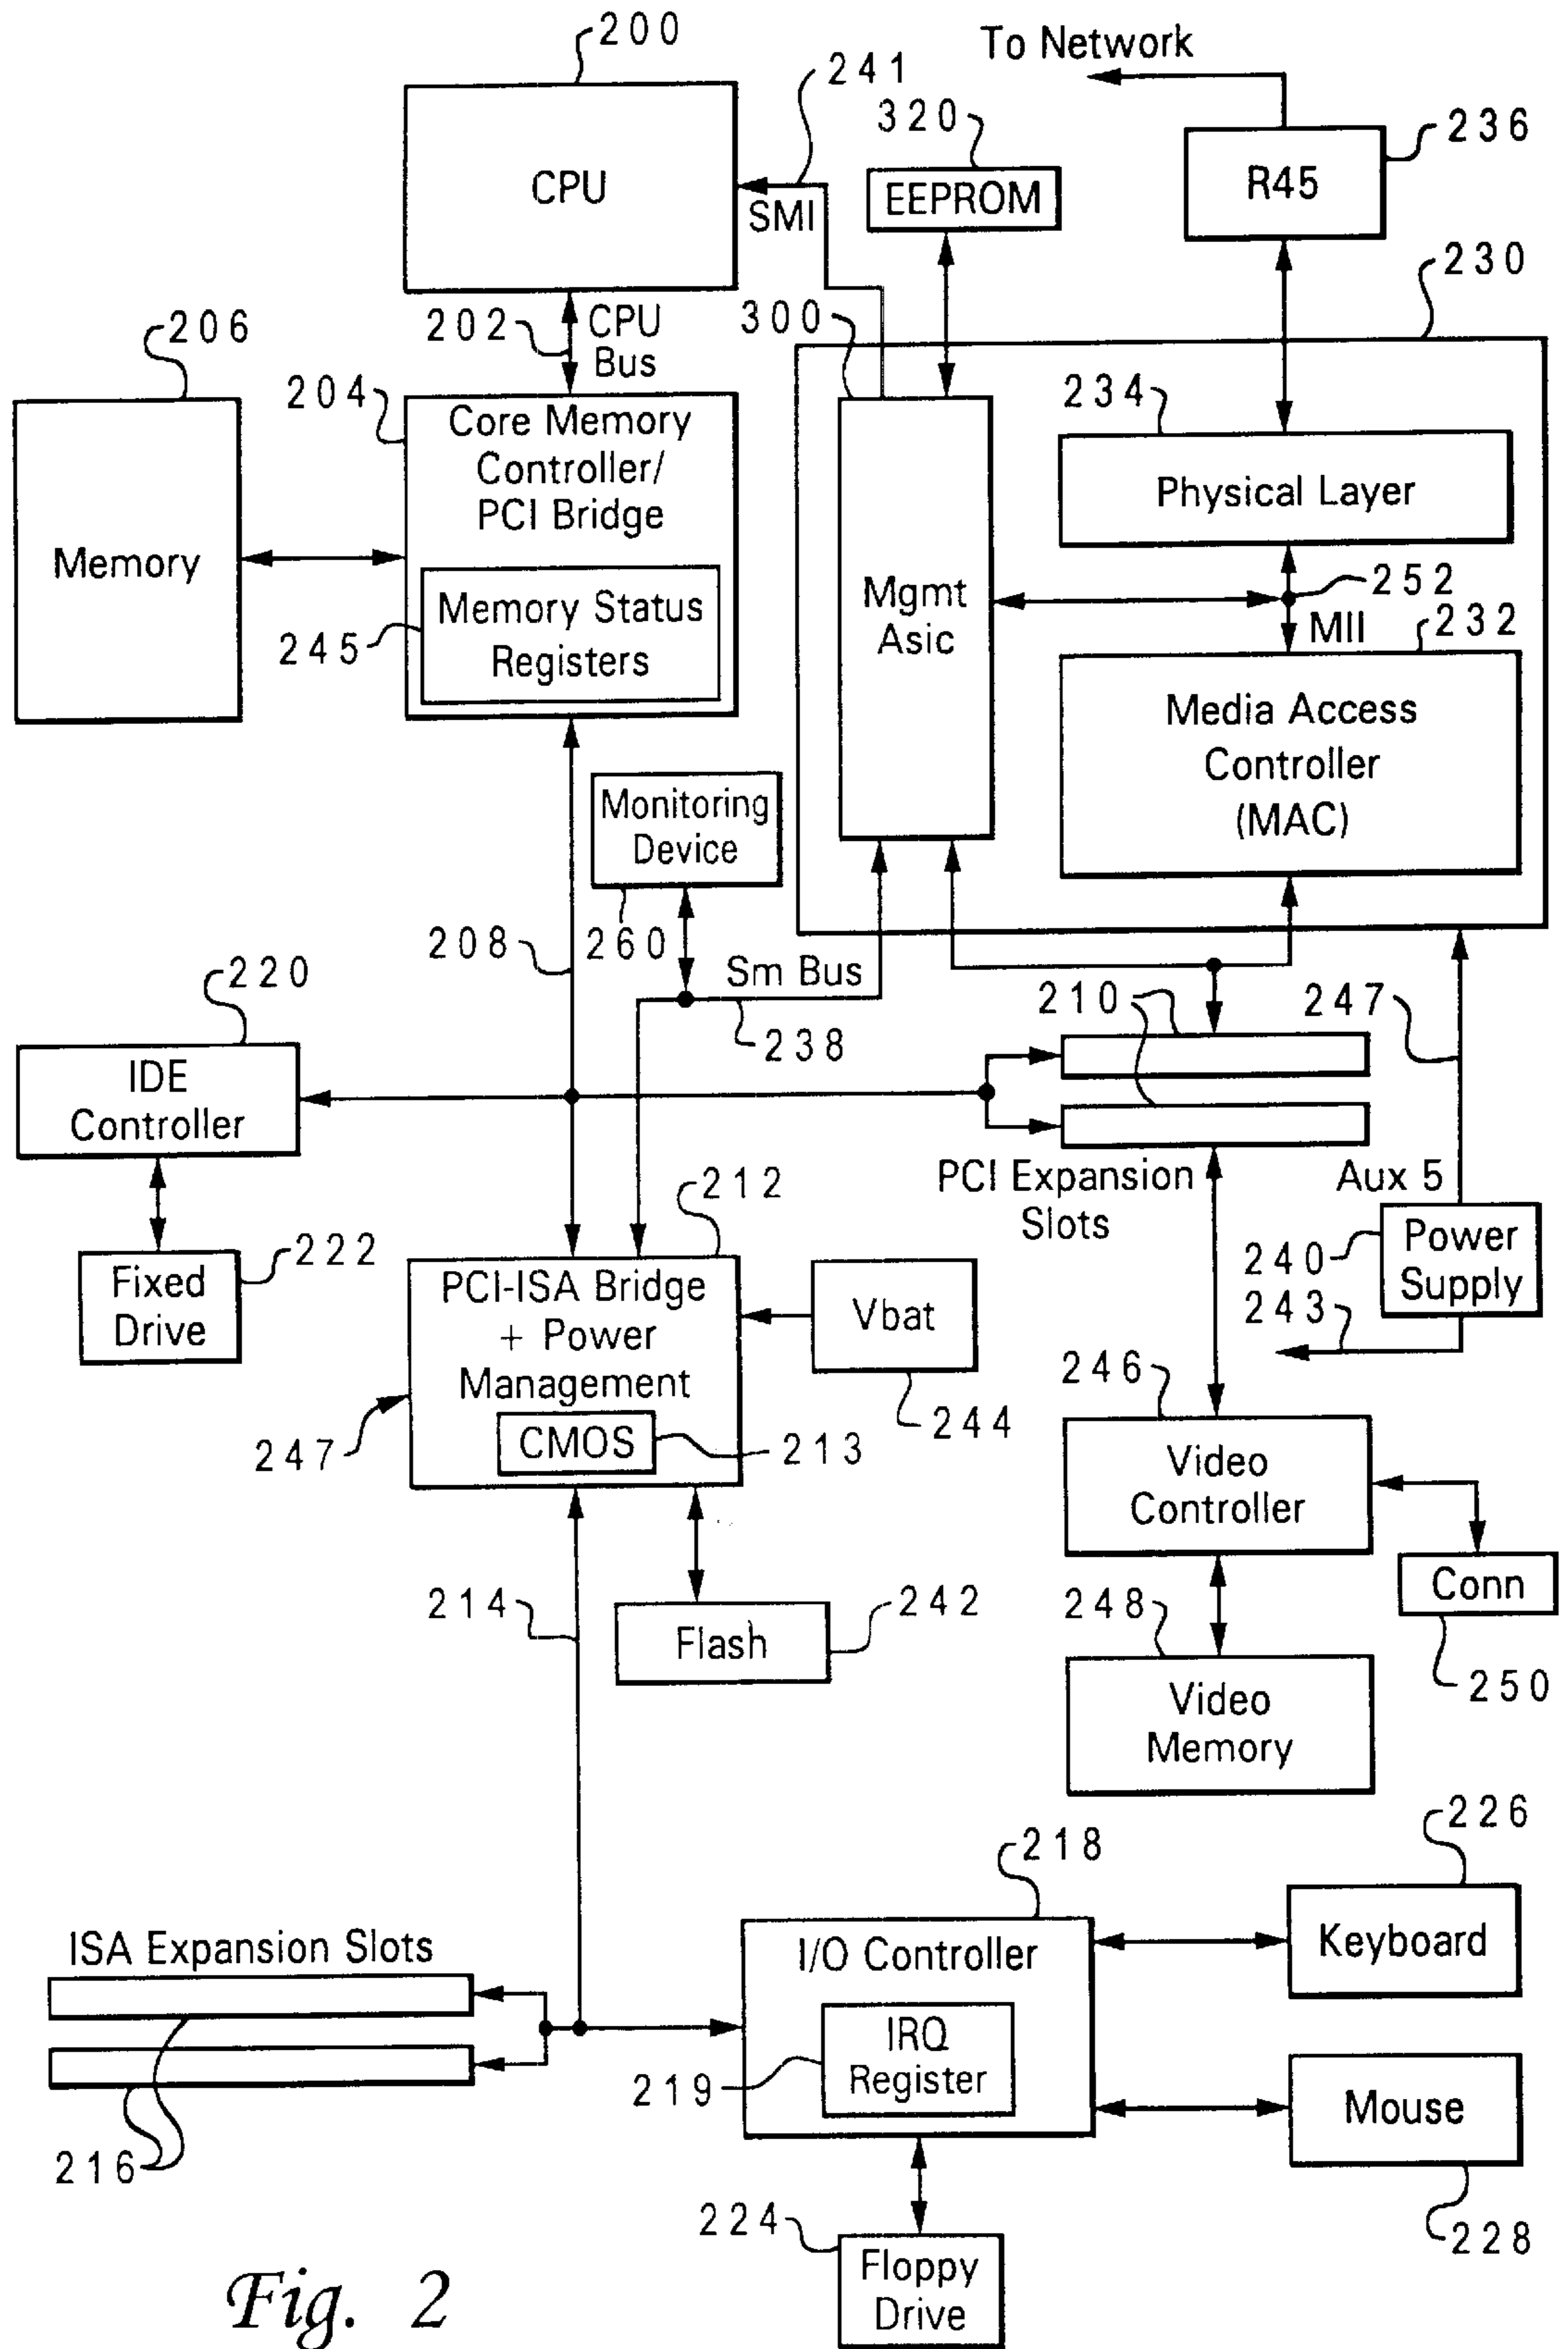 200
To Network
241
320
236
CPU
EEPROM
R45
SMI
230
206
202
CPU
Bus
300
204
234
Core Memory
Controller/
PCI Bridge
Physical Layer
Memory
Mgmt
Asic
252
MII
232
Memory Status
Registers
245
Media Access
Controller
(MAC)
Monitoring
Device
208
260
Sm Bus
220
210
247
238
IDE
Controller
PCI Expansion
Slots
Aux 5
212
222
240
Power
Supply
Fixed
Drive
PCI-ISA Bridge
+ Power
Management
Vbat
243
246
244
CMOS
213
247
Video
Controller
214
242
Conn
Flash
248
250
Video
Memory
226
218
ISA Expansion Slots
I/O Controller
Keyboard
IRQ
Register
219
Mouse
216
224
228
Floppy
Drive
Fig. 2